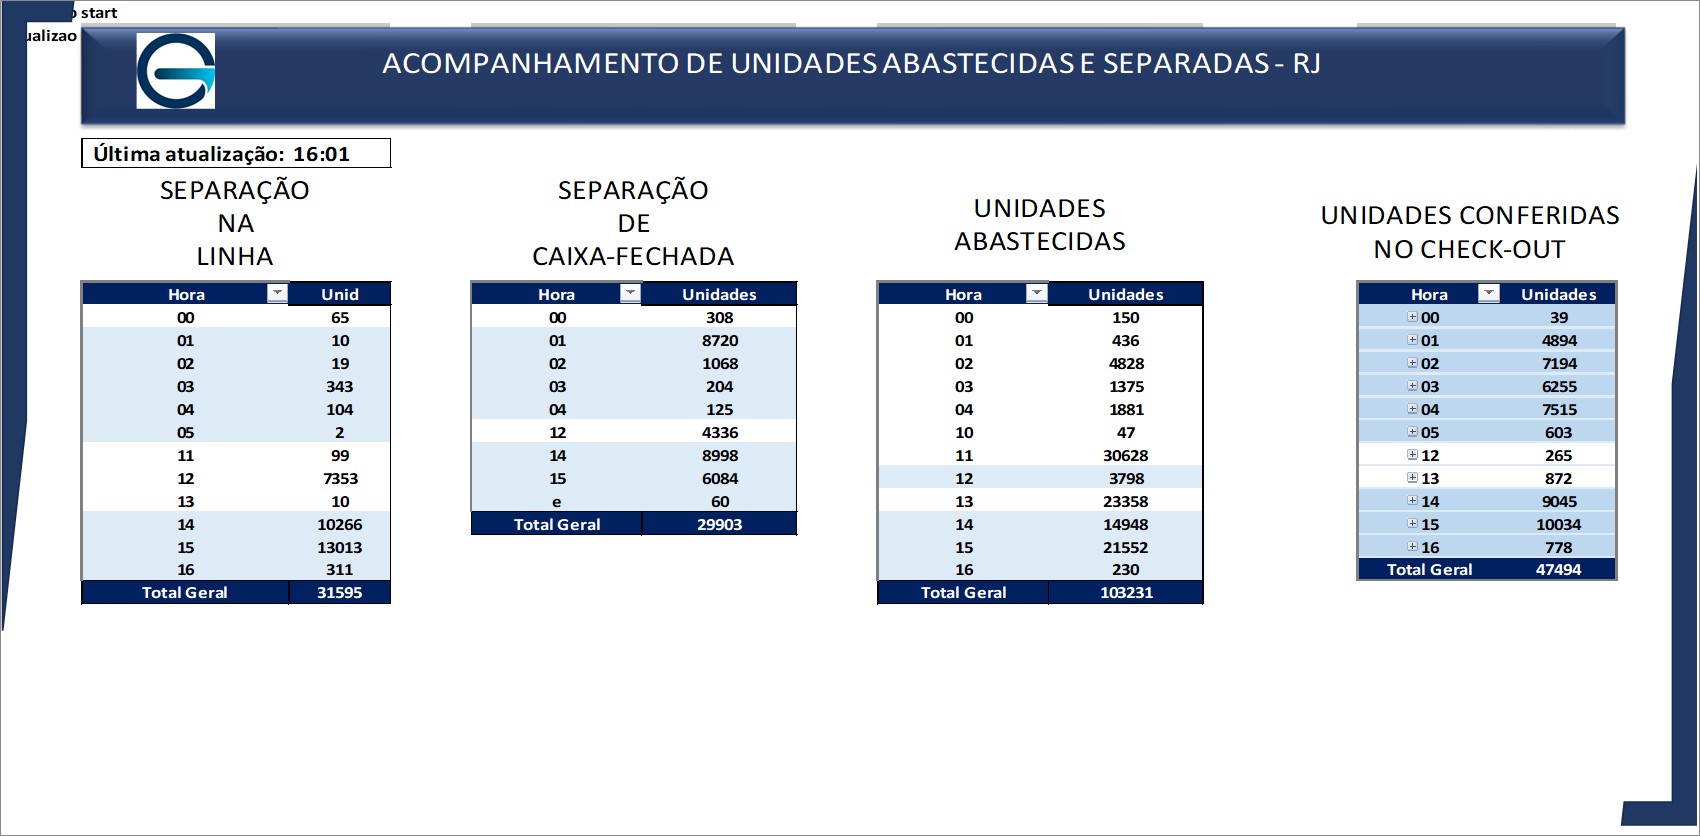 start
ualizao
ACOMPANHAMENTO DE UNIDADES ABASTECIDAS E SEPARADAS - RJ
Última atualização: 16:01
SEPARAÇÃO
NA
LINHA
Hora Unid
00 65
01 10
02 19
03 343
04 104
05 2
11 99
12 7353
13 10
14 10266
15 13013
16 311
Total Geral 31595
SEPARAÇÃO
DE
CAIXA-FECHADA
Hora Unidades
00 308
01 8720
02 1068
03 204
04 125
12 4336
14 8998
15 6084
e 60
Total Geral 29903
UNIDADES
ABASTECIDAS
Hora Unidades
00 150
01 436
02 4828
03 1375
04 1881
10 47
11 30628
12 3798
13 23358
14 14948
15 21552
16 230
Total Geral 103231
UNIDADES CONFERIDAS
NO CHECK-OUT
Hora Unidades
00 39
01 4894
02 7194
03 6255
04 7515
05 603
12 265
13 872
14 9045
15 10034
16 778
Total Geral 47494